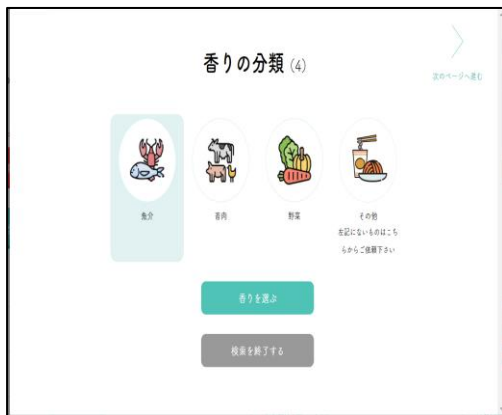 香りの分類 (4)
次のページへ進む
魚介
畜肉
野菜
その他
左記にないものはこち
らからご依頼下さい
香りを選ぶ
検索を終了する